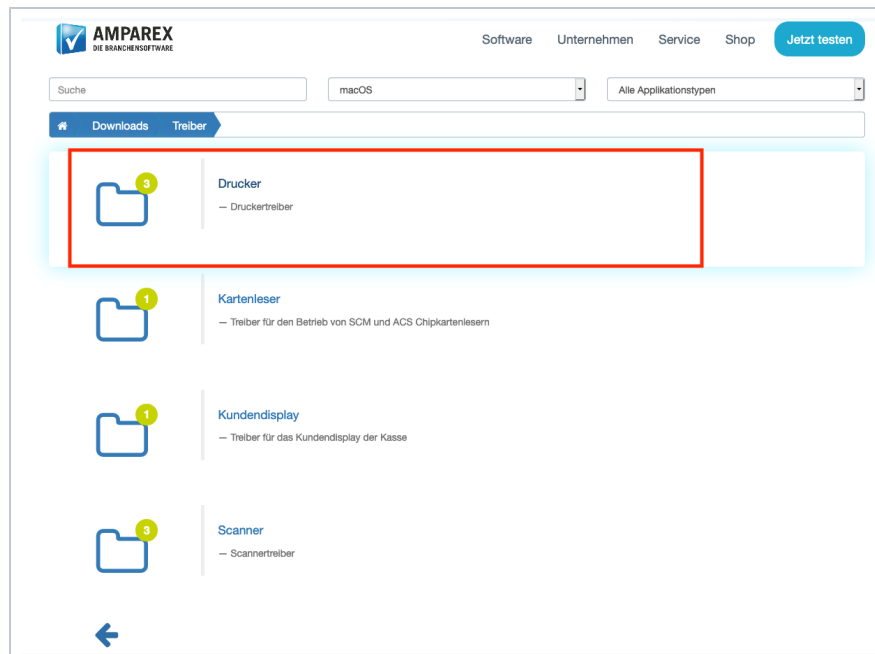 AMPAREX
DIE BRANCHENSOFTWARE
Software Unternehmen Service Shop Jetzt testen
Suche macOS Alle Applikationstypen
Downloads Treiber
3
Drucker
— Druckertreiber
1
Kartenleser
— Treiber für den Betrieb von SCM und ACS Chipkartenlesern
1
Kundendisplay
— Treiber für das Kundendisplay der Kasse
3
Scanner
— Scannertreiber